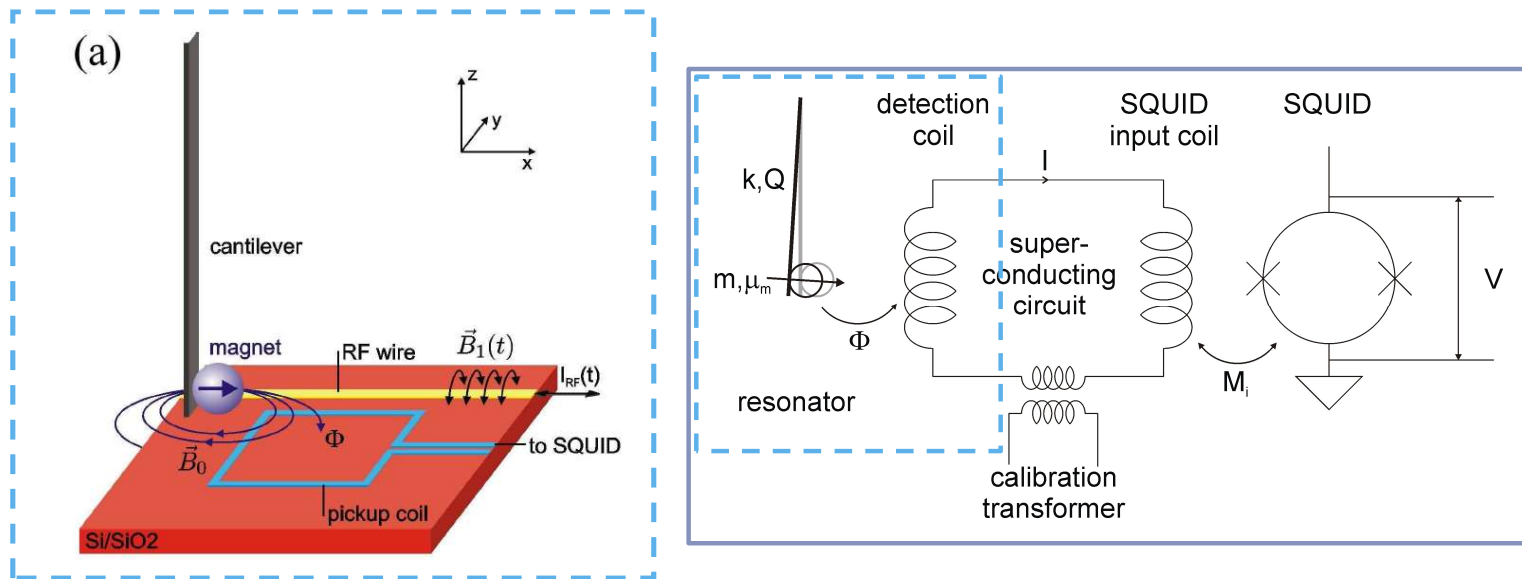 (a)
z
y
x
cantilever
magnet
RF wire
B⃗₁(t)
I_RF(t)
Φ
B⃗₀
to SQUID
pickup coil
Si/SiO2
detection
coil
SQUID
input coil
SQUID
I
k,Q
super-
conducting
circuit
m,μₘ
V
Φ
Mᵢ
resonator
calibration
transformer